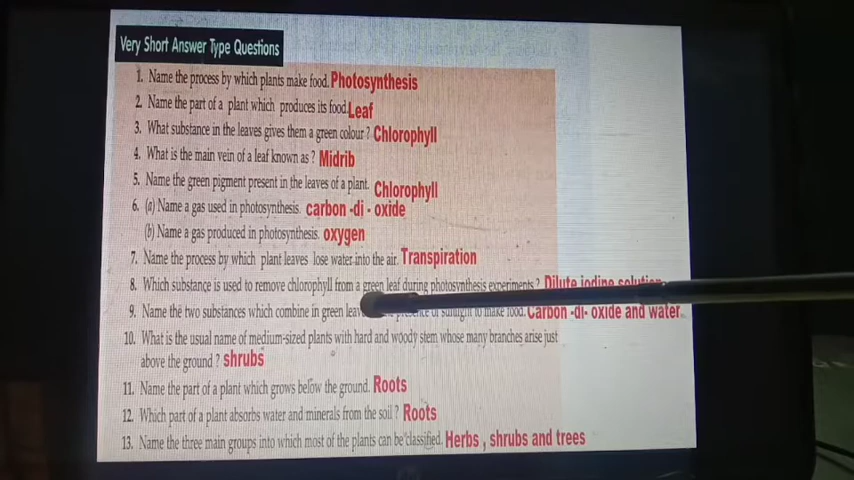 Very Short Answer Type Questions
1. Name the process by which plants make food. Photosynthesis
2. Name the part of a plant which produces its food. Leaf
3. What substance in the leaves gives them a green colour ? Chlorophyll
4. What is the main vein of a leaf known as ? Midrib
5. Name the green pigment present in the leaves of a plant. Chlorophyll
6. (a) Name a gas used in photosynthesis. carbon -di - oxide
(b) Name a gas produced in photosynthesis. oxygen
7. Name the process by which plant leaves lose water into the air. Transpiration
8. Which substance is used to remove chlorophyll from a green leaf during photosynthesis experiments ? Dilute iodine solution
9. Name the two substances which combine in green of sunlight to make food. Carbon -di- oxide and water
10. What is the usual name of medium-sized plants with hard and woody stem whose many branches arise just
above the ground ? shrubs
11. Name the part of a plant which grows below the ground. Roots
12. Which part of a plant absorbs water and minerals from the soil ? Roots
13. Name the three main groups into which most of the plants can be classified. Herbs , shrubs and trees